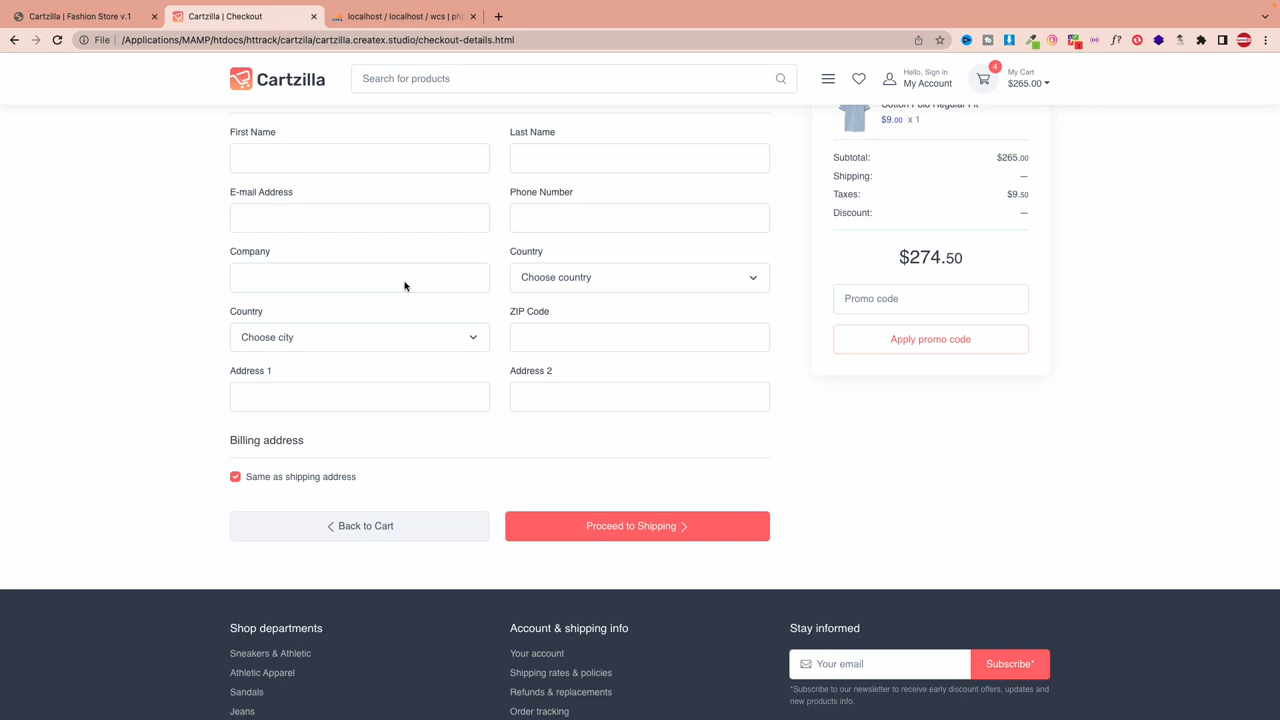 Cartzilla | Fashion Store v.1
Cartzilla | Checkout
localhost / localhost / wcs | ph
File
/Applications/MAMP/htdocs/httrack/cartzila/cartzilla.createx.studio/checkout-details.html
Cartzilla
Search for products
Hello, Sign in
My Account
4
My Cart
$265.00
Cotton Polo Regular Fit
$9.00 x 1
First Name
Last Name
E-mail Address
Phone Number
Company
Country
Choose country
Country
Choose city
ZIP Code
Address 1
Address 2
Billing address
Same as shipping address
Back to Cart
Proceed to Shipping
Subtotal: $265.00
Shipping: —
Taxes: $9.50
Discount: —
$274.50
Promo code
Apply promo code
Shop departments
Sneakers & Athletic
Athletic Apparel
Sandals
Jeans
Account & shipping info
Your account
Shipping rates & policies
Refunds & replacements
Order tracking
Stay informed
Your email
Subscribe*
*Subscribe to our newsletter to receive early discount offers, updates and
new products info.